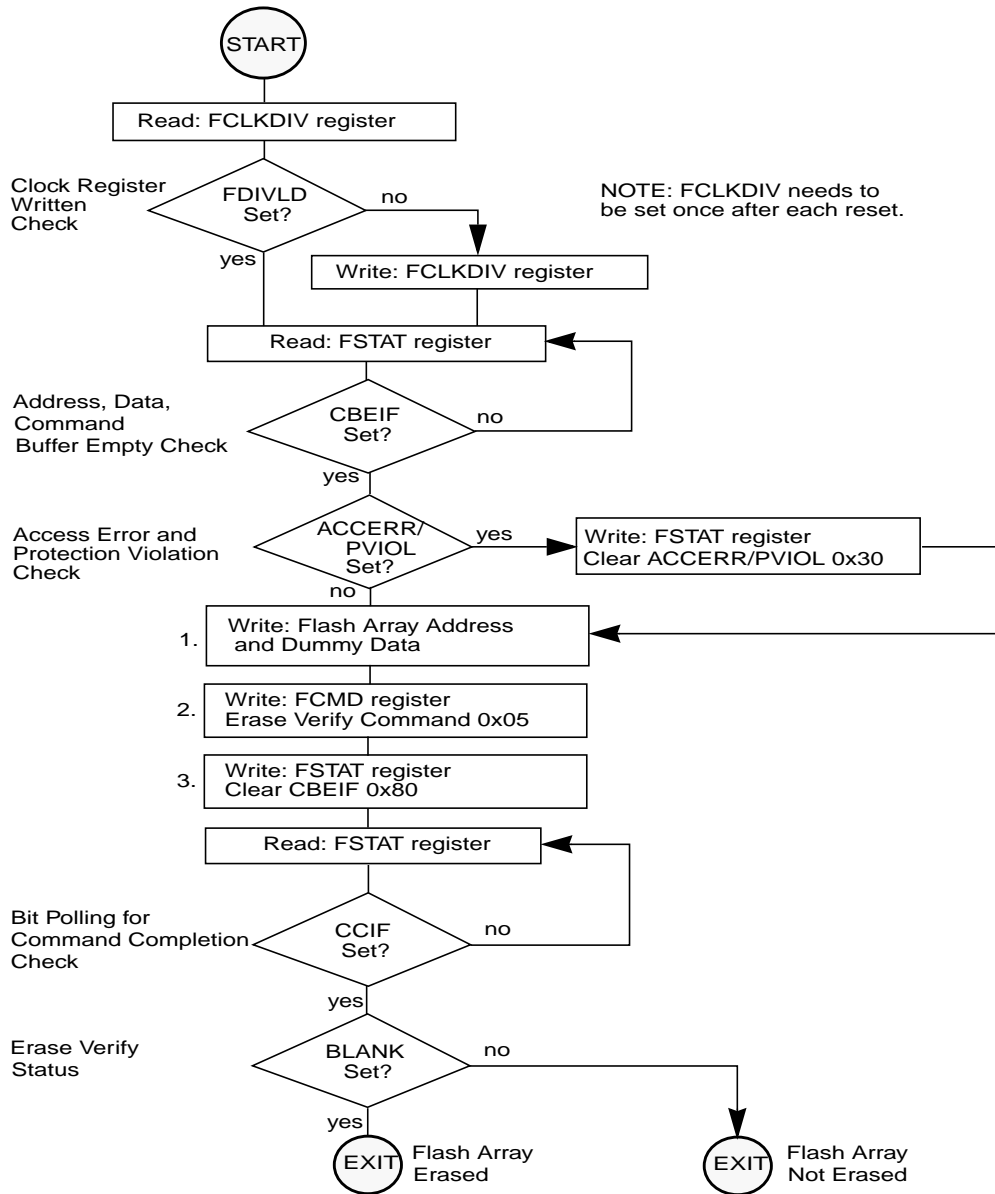 START
Read: FCLKDIV register
Clock Register
Written
Check
FDIVLD
Set?
no
yes
NOTE: FCLKDIV needs to
be set once after each reset.
Write: FCLKDIV register
Read: FSTAT register
Address, Data,
Command
Buffer Empty Check
CBEIF
Set?
no
yes
Access Error and
Protection Violation
Check
ACCERR/
PVIOL
Set?
yes
no
Write: FSTAT register
Clear ACCERR/PVIOL 0x30
1.
Write: Flash Array Address
and Dummy Data
2.
Write: FCMD register
Erase Verify Command 0x05
3.
Write: FSTAT register
Clear CBEIF 0x80
Read: FSTAT register
Bit Polling for
Command Completion
Check
CCIF
Set?
no
yes
Erase Verify
Status
BLANK
Set?
no
yes
EXIT
Flash Array
Erased
EXIT
Flash Array
Not Erased